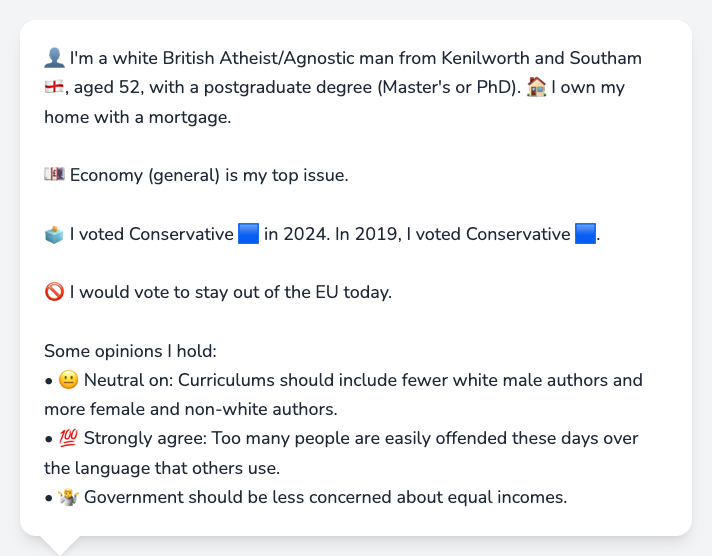 👤 I'm a white British Atheist/Agnostic man from Kenilworth and Southam
🏴󠁧󠁢󠁥󠁮󠁧󠁿, aged 52, with a postgraduate degree (Master's or PhD). 🏠 I own my
home with a mortgage.
💷 Economy (general) is my top issue.
🗳️ I voted Conservative 🟦 in 2024. In 2019, I voted Conservative 🟦.
🚫 I would vote to stay out of the EU today.
Some opinions I hold:
• 😐 Neutral on: Curriculums should include fewer white male authors and
more female and non-white authors.
• 💯 Strongly agree: Too many people are easily offended these days over
the language that others use.
• 🤷 Government should be less concerned about equal incomes.